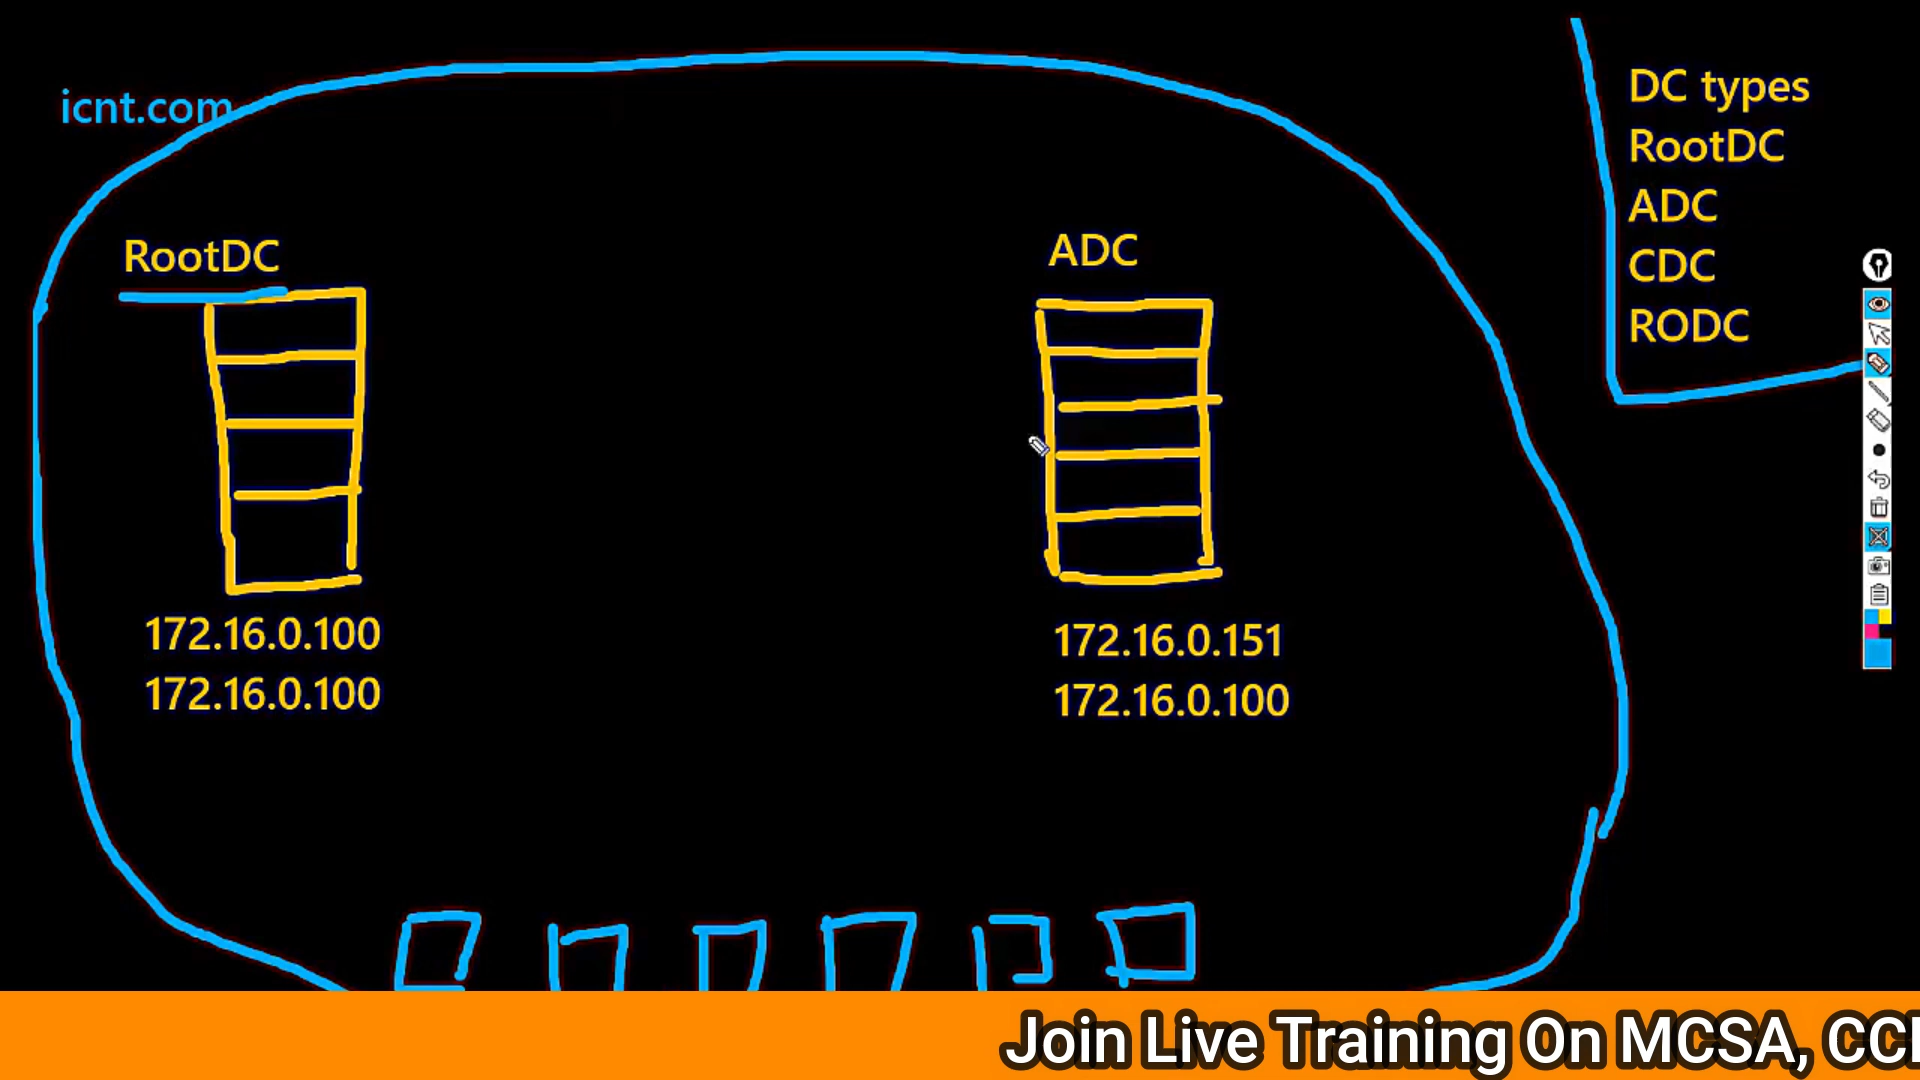 icnt.com
DC types
RootDC
ADC
CDC
RODC
RootDC
172.16.0.100
172.16.0.100
ADC
172.16.0.151
172.16.0.100
Join Live Training On MCSA,